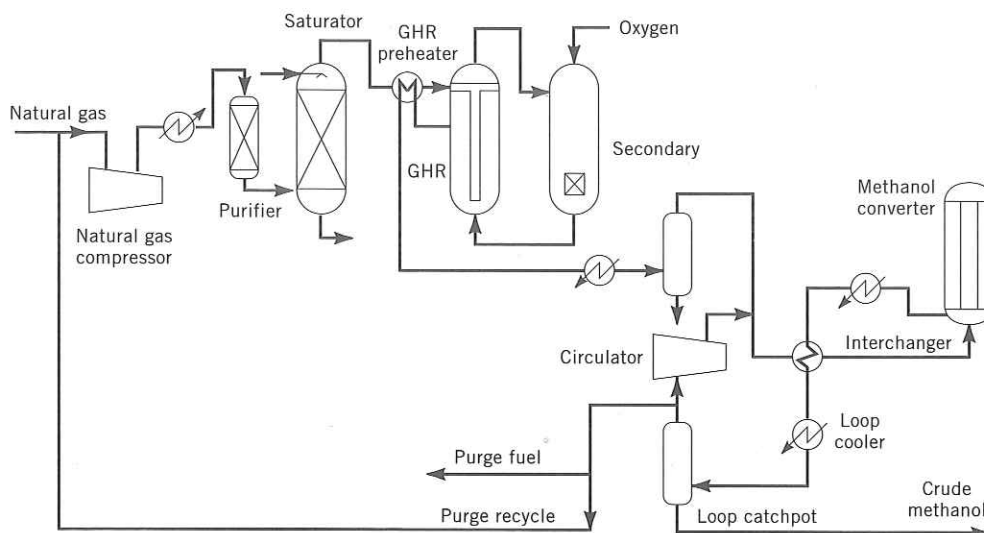 Saturator
GHR
preheater
Oxygen
Natural gas
GHR
Secondary
Purifier
Methanol
converter
Natural gas
compressor
Circulator
Interchanger
Loop
cooler
Purge fuel
Crude
methanol
Purge recycle
Loop catchpot